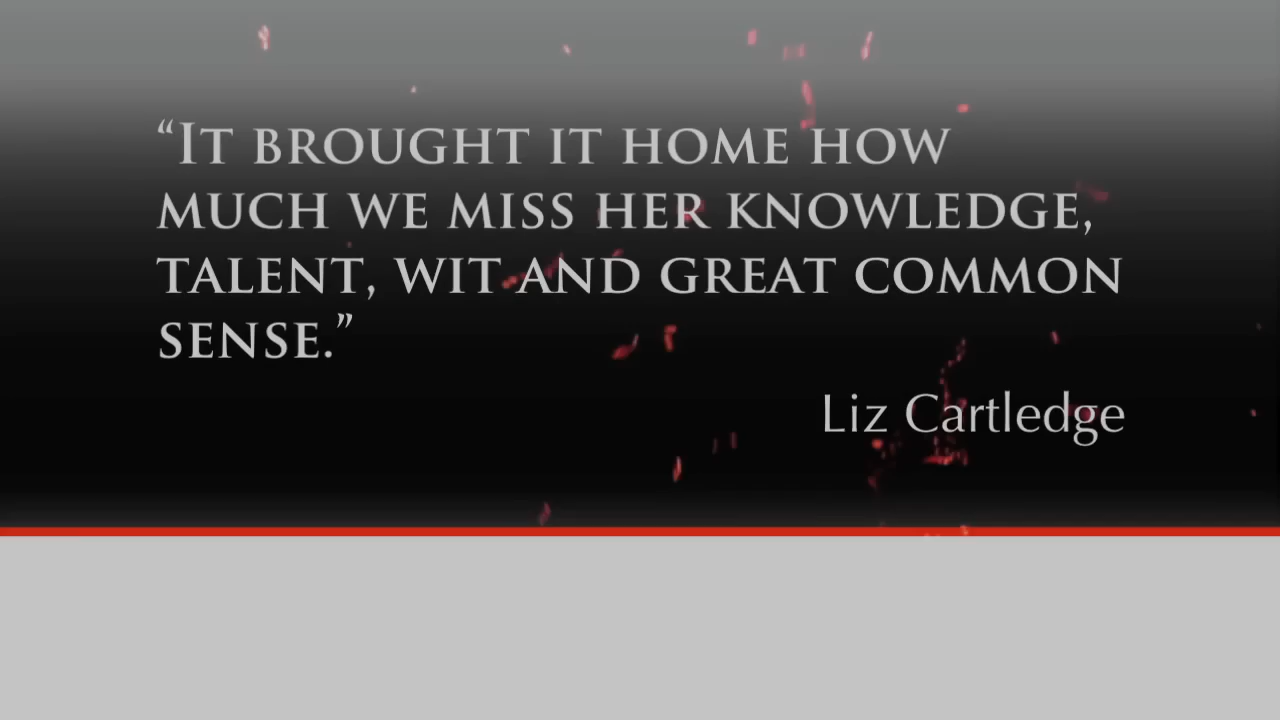 “It brought it home how
much we miss her knowledge,
talent, wit and great common
sense.”
Liz Cartledge